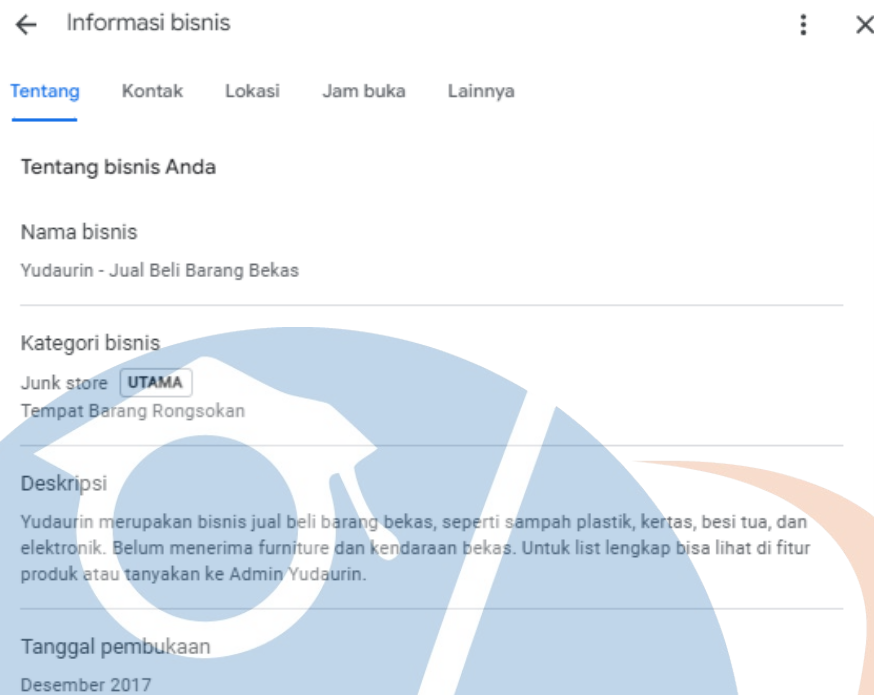 Informasi bisnis
Tentang Kontak Lokasi Jam buka Lainnya
Tentang bisnis Anda
Nama bisnis
Yudaurin - Jual Beli Barang Bekas
Kategori bisnis
Junk store UTAMA
Tempat Barang Rongsokan
Deskripsi
Yudaurin merupakan bisnis jual beli barang bekas, seperti sampah plastik, kertas, besi tua, dan
elektronik. Belum menerima furniture dan kendaraan bekas. Untuk list lengkap bisa lihat di fitur
produk atau tanyakan ke Admin Yudaurin.
Tanggal pembukaan
Desember 2017